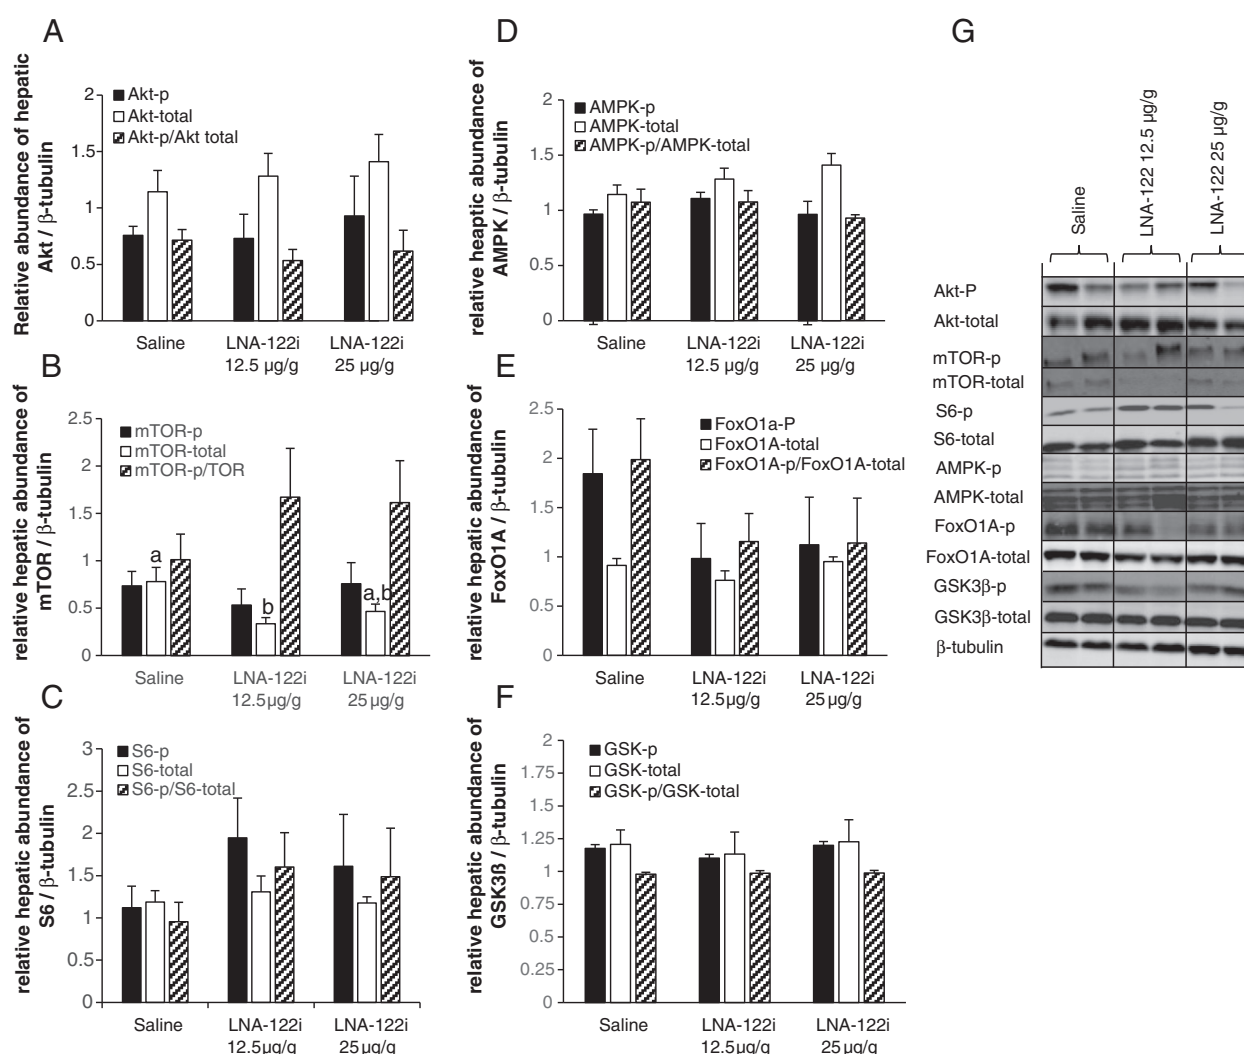 A
Relative abundance of hepatic
Akt / β-tubulin
2
1.5
1
0.5
0
Akt-p
Akt-total
Akt-p/Akt total
Saline
LNA-122i
12.5 µg/g
LNA-122i
25 µg/g
B
relative hepatic abundance of
mTOR / β-tubulin
2.5
2
1.5
1
0.5
0
mTOR-p
mTOR-total
mTOR-p/TOR
a
b
a,b
Saline
LNA-122i
12.5µg/g
LNA-122i
25µg/g
C
relative hepatic abundance of
S6 / β-tubulin
3
2.5
2
1.5
1
0.5
0
S6-p
S6-total
S6-p/S6-total
Saline
LNA-122i
12.5µg/g
LNA-122i
25µg/g
D
relative heaptic abundance of
AMPK / β-tubulin
2
1.5
1
0.5
0
AMPK-p
AMPK-total
AMPK-p/AMPK-total
Saline
LNA-122i
12.5 µg/g
LNA-122i
25 µg/g
E
relative hepatic abundance of
FoxO1A / β-tubulin
2.5
2
1.5
1
0.5
0
FoxO1a-P
FoxO1A-total
FoxO1A-p/FoxO1A-total
Saline
LNA-122i
12.5µg/g
LNA-122i
25µg/g
F
relative hepatic abundance of
GSK3ß / β-tubulin
2
1.75
1.5
1.25
1
0.75
0.5
0.25
0
GSK-p
GSK-total
GSK-p/GSK-total
Saline
LNA-122i
12.5µg/g
LNA-122i
25µg/g
G
Saline
LNA-122 12.5 µg/g
LNA-122 25 µg/g
Akt-P
Akt-total
mTOR-p
mTOR-total
S6-p
S6-total
AMPK-p
AMPK-total
FoxO1A-p
FoxO1A-total
GSK3β-p
GSK3β-total
β-tubulin